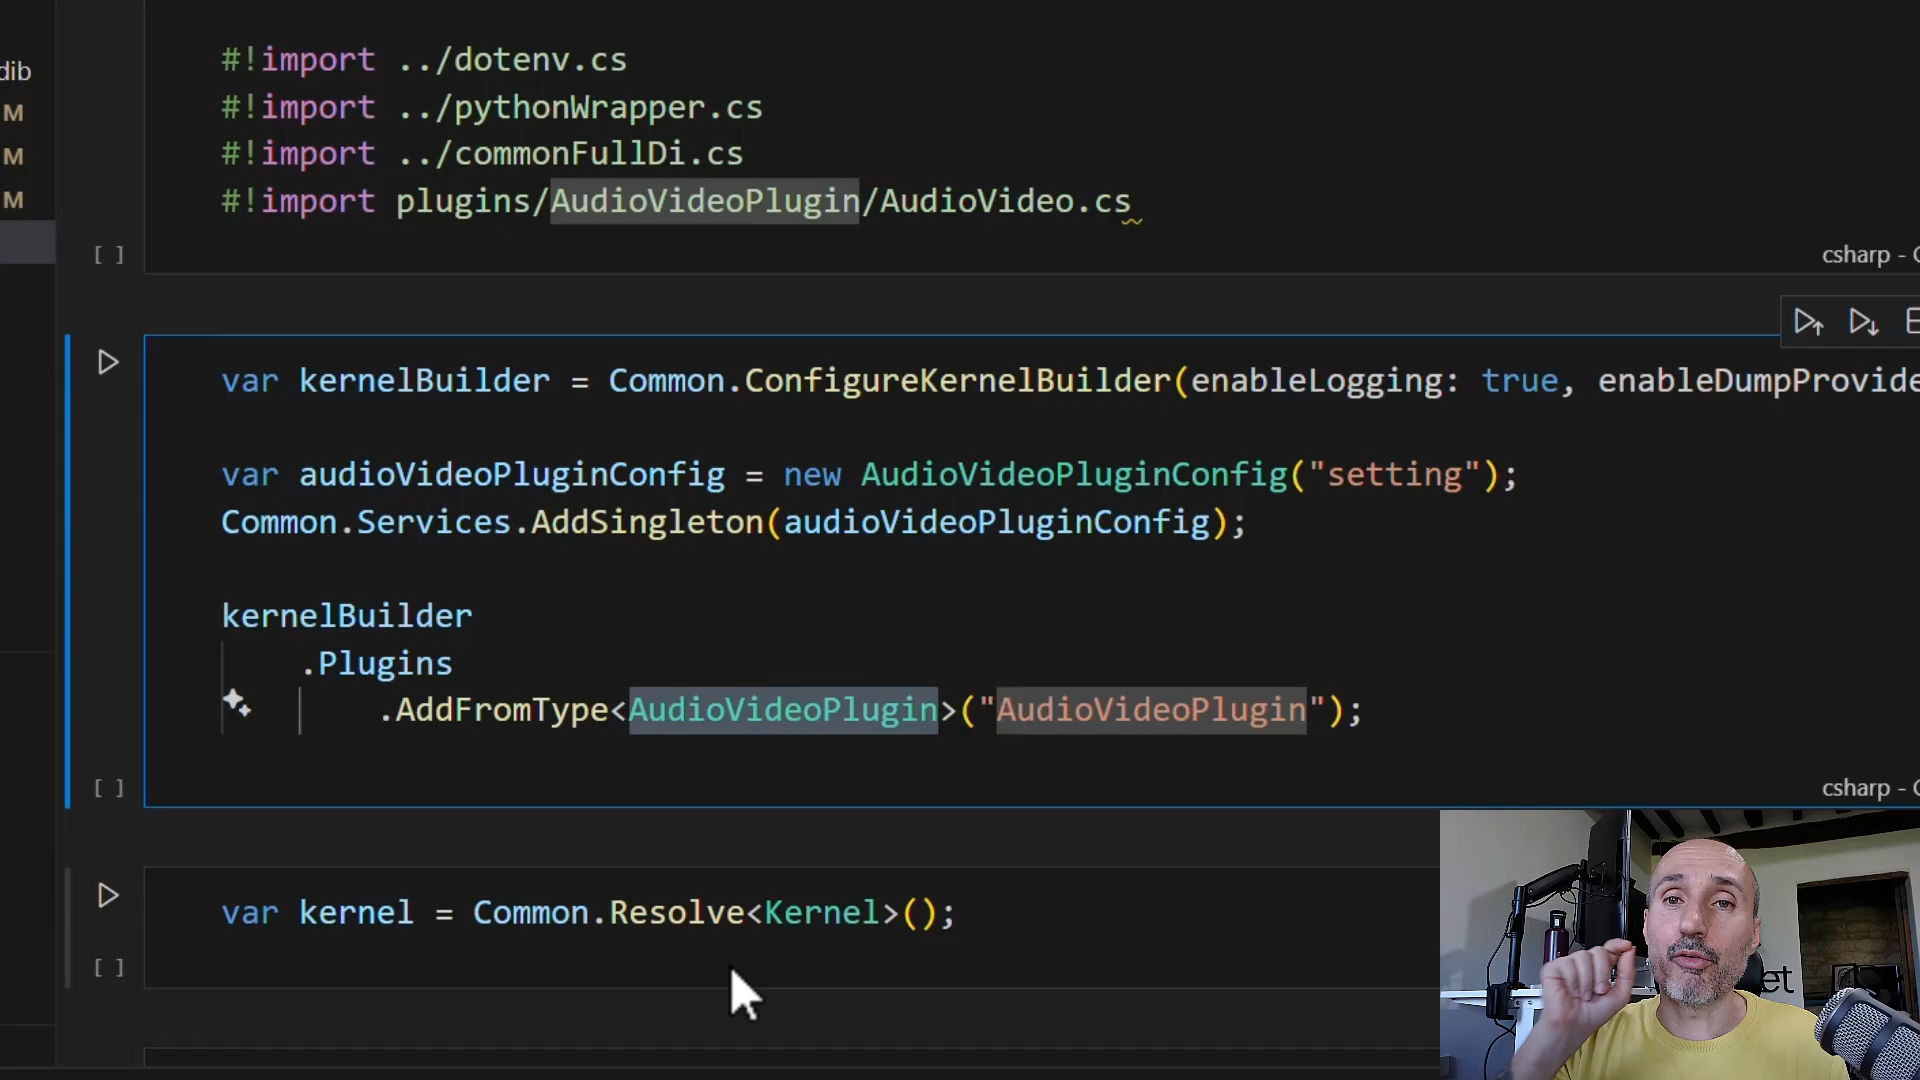 #!import ../dotenv.cs
dib
#!import ../pythonWrapper.cs
M
#!import ../commonFullDi.cs
M
#!import plugins/AudioVideoPlugin/AudioVideo.cs
M
[ ]
csharp - C
var kernelBuilder = Common.ConfigureKernelBuilder(enableLogging: true, enableDumpProvide
var audioVideoPluginConfig = new AudioVideoPluginConfig("setting");
Common.Services.AddSingleton(audioVideoPluginConfig);
kernelBuilder
.Plugins
.AddFromType<AudioVideoPlugin>("AudioVideoPlugin");
[ ]
csharp - C
var kernel = Common.Resolve<Kernel>();
[ ]
et